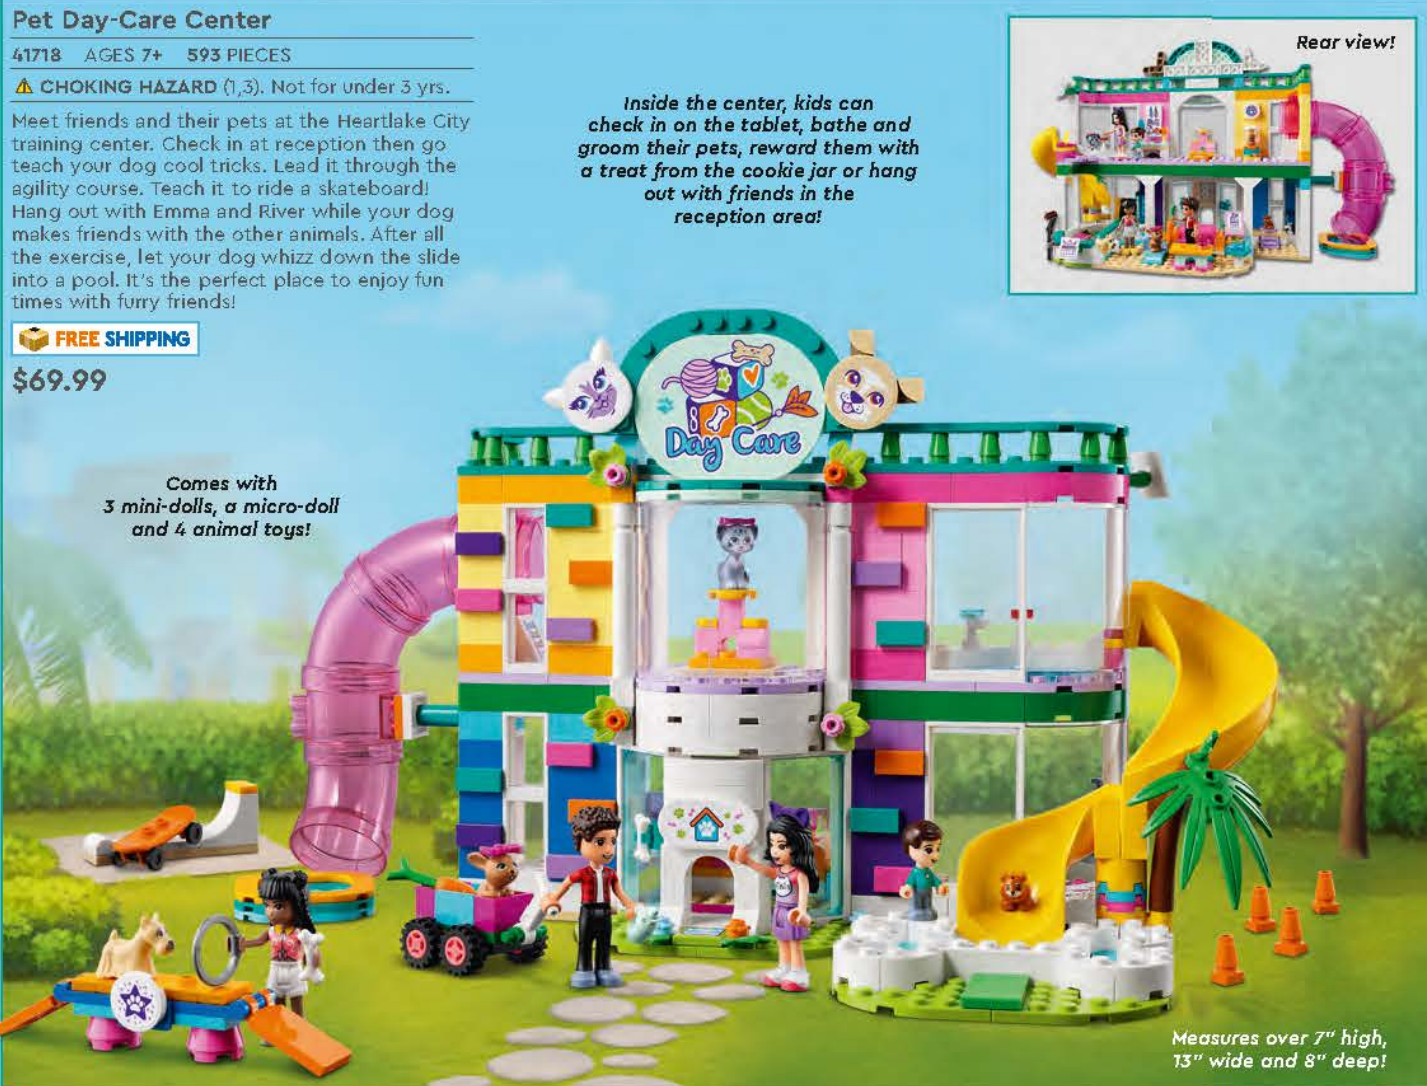 Pet Day-Care Center
41718 AGES 7+ 593 PIECES
⚠ CHOKING HAZARD (1,3). Not for under 3 yrs.
Meet friends and their pets at the Heartlake City
training center. Check in at reception then go
teach your dog cool tricks. Lead it through the
agility course. Teach it to ride a skateboard!
Hang out with Emma and River while your dog
makes friends with the other animals. After all
the exercise, let your dog whizz down the slide
into a pool. It's the perfect place to enjoy fun
times with furry friends!
FREE SHIPPING
$69.99
Inside the center, kids can
check in on the tablet, bathe and
groom their pets, reward them with
a treat from the cookie jar or hang
out with friends in the
reception area!
Rear view!
Comes with
3 mini-dolls, a micro-doll
and 4 animal toys!
8
Day Care
Measures over 7" high,
13" wide and 8" deep!